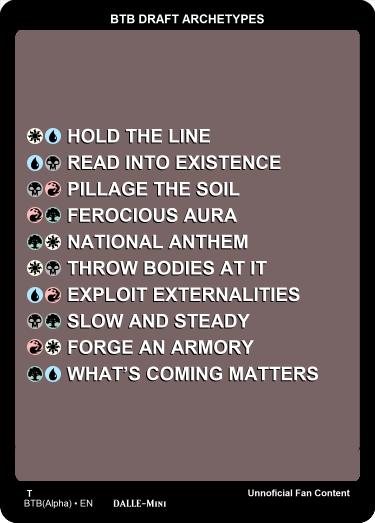 BTB DRAFT ARCHETYPES
HOLD THE LINE
READ INTO EXISTENCE
PILLAGE THE SOIL
FEROCIOUS AURA
NATIONAL ANTHEM
THROW BODIES AT IT
EXPLOIT EXTERNALITIES
SLOW AND STEADY
FORGE AN ARMORY
WHAT'S COMING MATTERS
T
BTB(Alpha) • EN DALLE-MINI
Unnoficial Fan Content